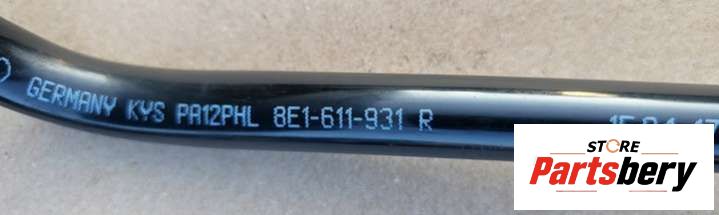 GERMANY KYS PA12PHL 8E1-611-931 R
STORE
Partsbery